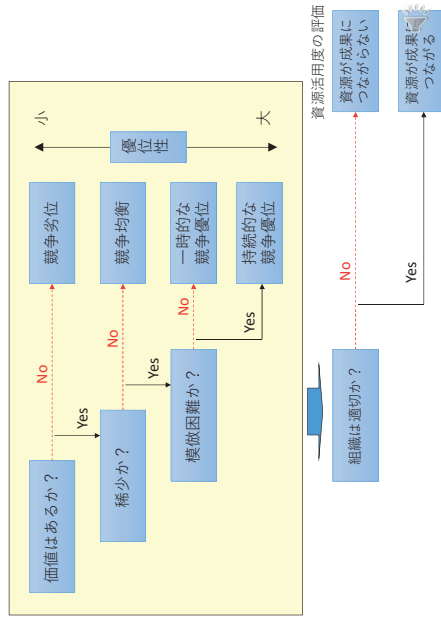 価値はあるか？
No
競争劣位
小
Yes
稀少か？
No
競争均衡
優位性
Yes
模倣困難か？
No
一時的な
競争優位
Yes
持続的な
競争優位
大
資源活用度の評価
組織は適切か？
No
資源が成果に
つながらない
Yes
資源が成果に
つながる